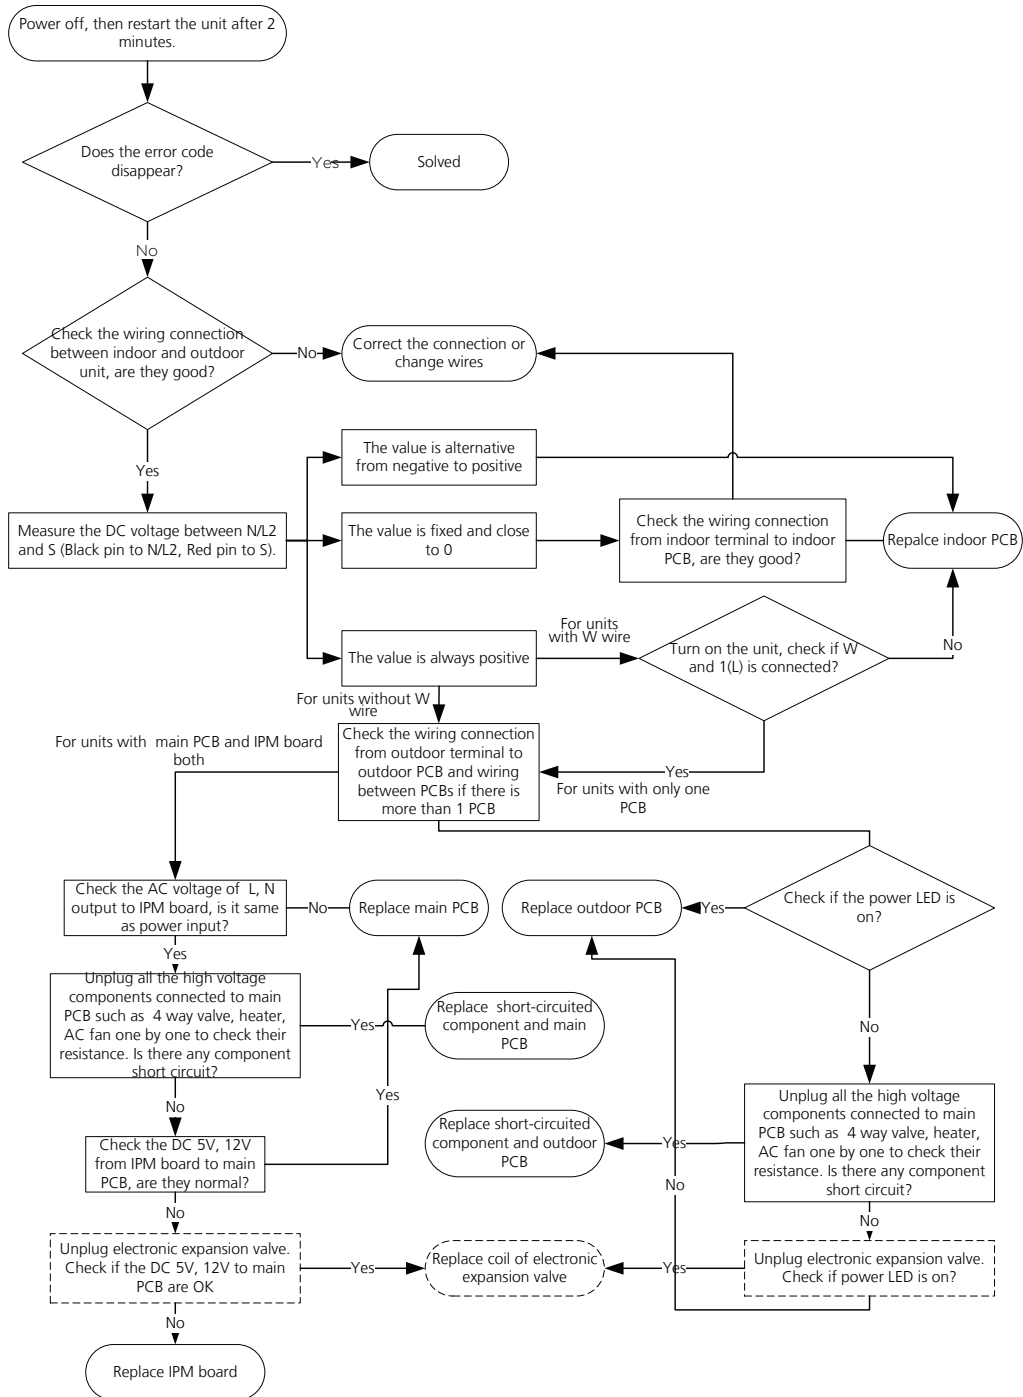 Power off, then restart the unit after 2
minutes.
Does the error code
disappear?
Yes
Solved
No
Check the wiring connection
between indoor and outdoor
unit, are they good?
No
Correct the connection or
change wires
Yes
The value is alternative
from negative to positive
Measure the DC voltage between N/L2
and S (Black pin to N/L2, Red pin to S).
The value is fixed and close
to 0
Check the wiring connection
from indoor terminal to indoor
PCB, are they good?
Repalce indoor PCB
The value is always positive
For units
with W wire
Turn on the unit, check if W
and 1(L) is connected?
No
For units without W
wire
Check the wiring connection
from outdoor terminal to
outdoor PCB and wiring
between PCBs if there is
more than 1 PCB
For units with main PCB and IPM board
both
Yes
For units with only one
PCB
Check the AC voltage of L, N
output to IPM board, is it same
as power input?
No
Replace main PCB
Replace outdoor PCB
Yes
Check if the power LED is
on?
Yes
Unplug all the high voltage
components connected to main
PCB such as 4 way valve, heater,
AC fan one by one to check their
resistance. Is there any component
short circuit?
Yes
Replace short-circuited
component and main
PCB
No
No
Yes
Check the DC 5V, 12V
from IPM board to main
PCB, are they normal?
Replace short-circuited
component and outdoor
PCB
Yes
Unplug all the high voltage
components connected to main
PCB such as 4 way valve, heater,
AC fan one by one to check their
resistance. Is there any component
short circuit?
No
No
No
Unplug electronic expansion valve.
Check if the DC 5V, 12V to main
PCB are OK
Yes
Replace coil of electronic
expansion valve
Yes
Unplug electronic expansion valve.
Check if power LED is on?
No
Replace IPM board